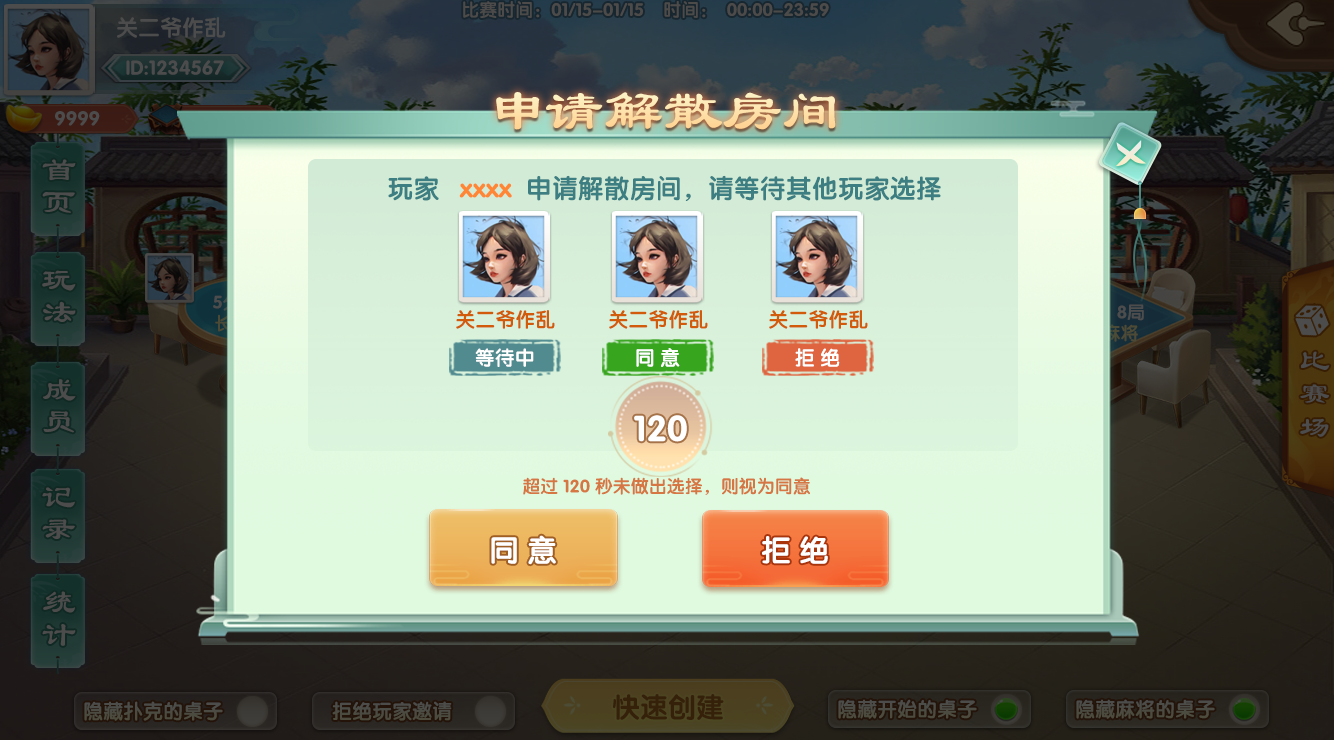 比赛时间：01/15-01/15 时间： 00:00-23:59
关二爷作乱
ID:1234567
9999
申请解散房间
首页
玩法
成员
记录
统计
玩家 xxxx 申请解散房间，请等待其他玩家选择
关二爷作乱 关二爷作乱 关二爷作乱
等待中 同意 拒绝
120
超过 120 秒未做出选择，则视为同意
同意 拒绝
8局
麻将
比赛场
隐藏扑克的桌子 拒绝玩家邀请 快速创建 隐藏开始的桌子 隐藏麻将的桌子